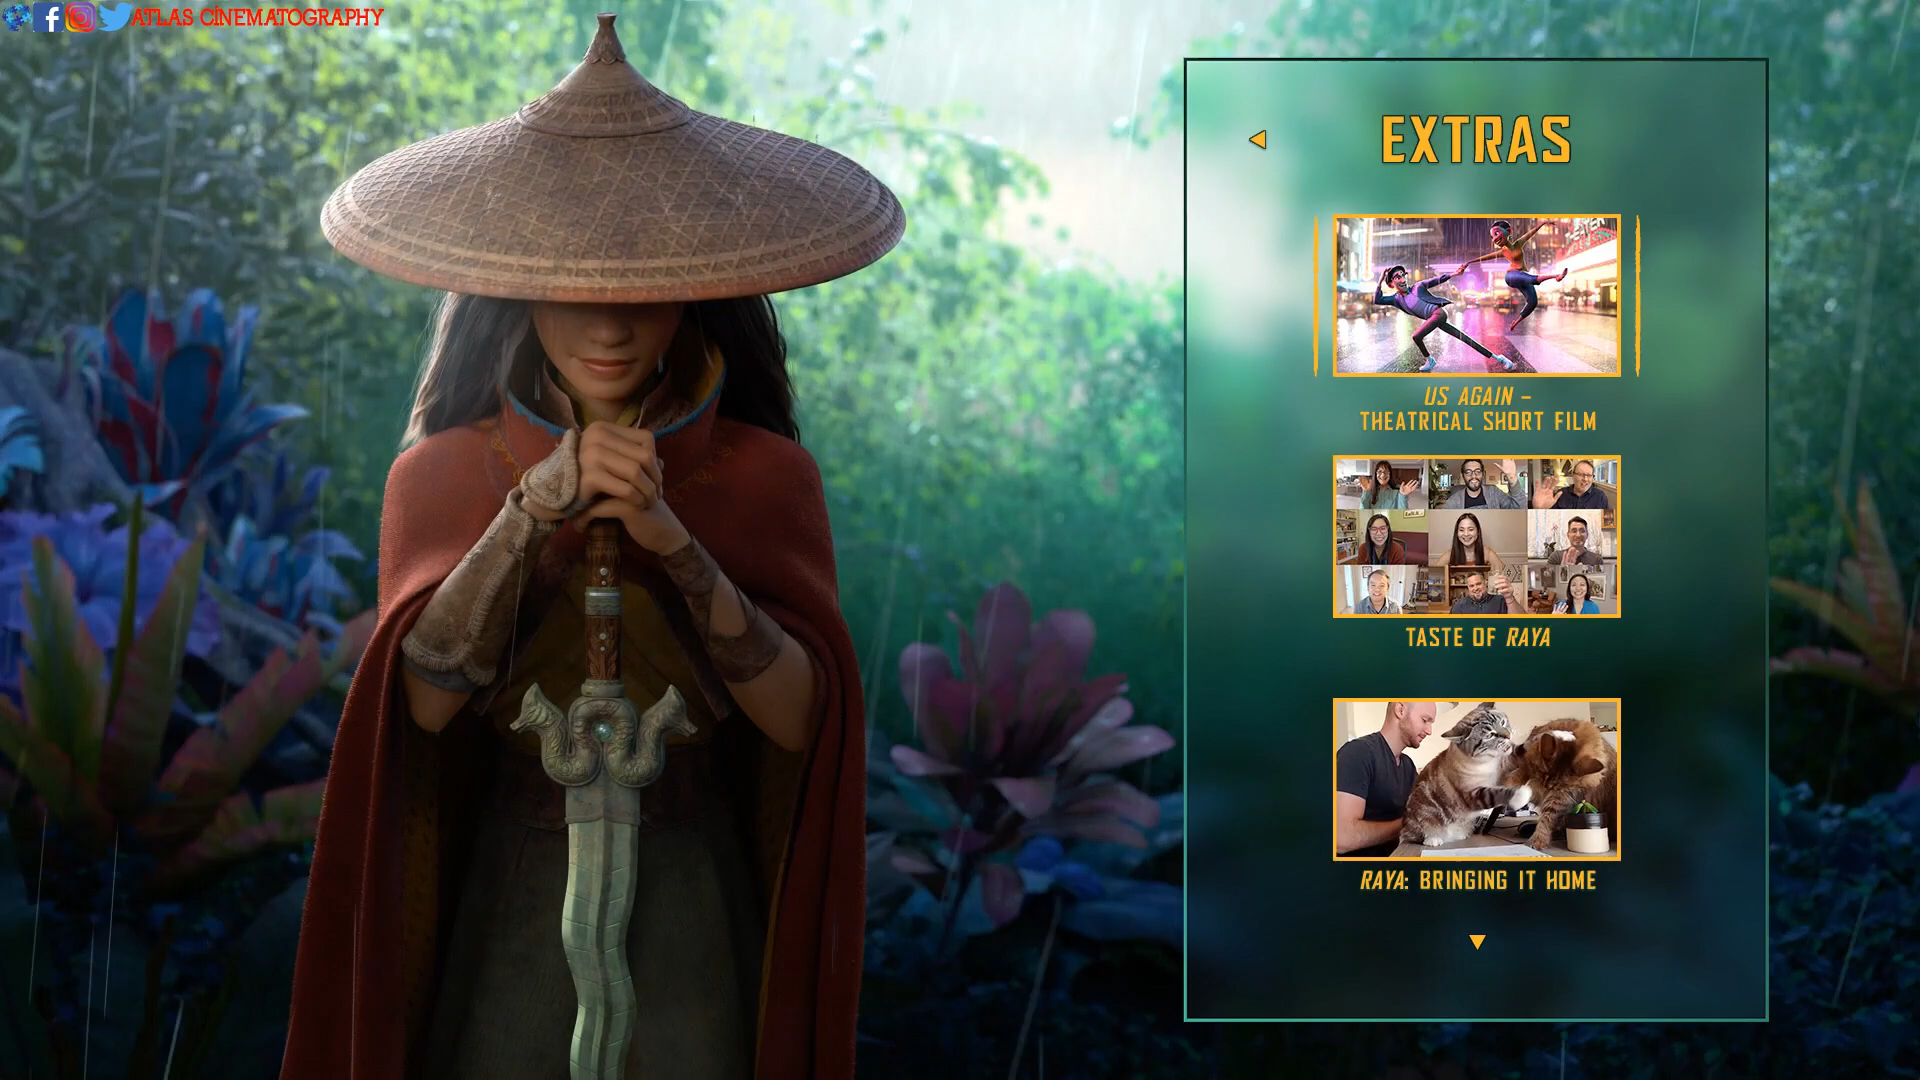 ATLAS CİNEMATOGRAPHY
EXTRAS
US AGAIN –
THEATRICAL SHORT FILM
TASTE OF RAYA
RAYA: BRINGING IT HOME